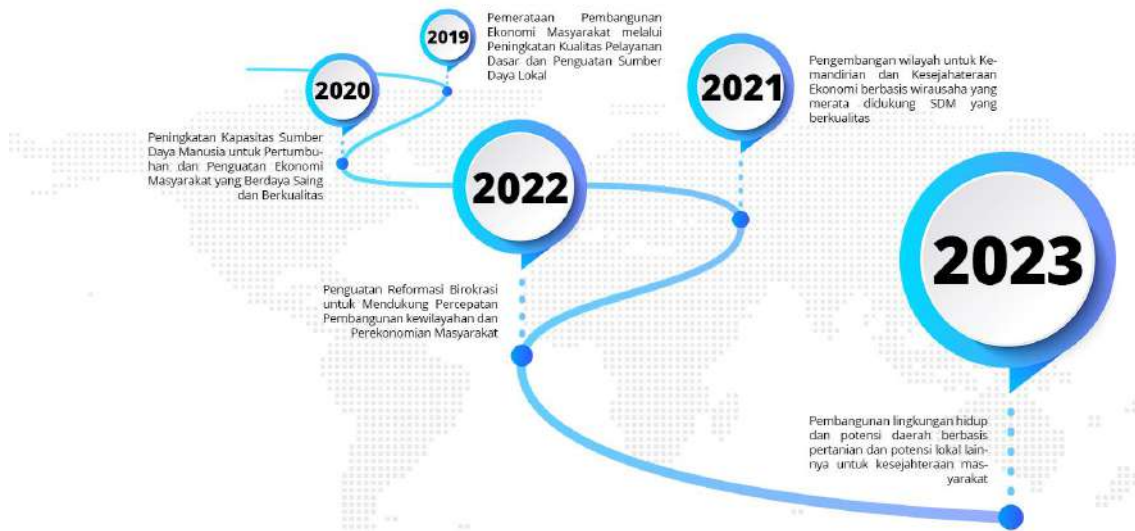 2019
Pemerataan Pembangunan
Ekonomi Masyarakat melalui
Peningkatan Kualitas Pelayanan
Dasar dan Penguatan Sumber
Daya Lokal
2020
Peningkatan Kapasitas Sumber
Daya Manusia untuk Pertumbu-
han dan Penguatan Ekonomi
Masyarakat yang Berdaya Saing
dan Berkualitas
2021
Pengembangan wilayah untuk Ke-
mandirian dan Kesejahateraan
Ekonomi berbasis wirausaha yang
merata didukung SDM yang
berkualitas
2022
Penguatan Reformasi Birokrasi
untuk Mendukung Percepatan
Pembangunan kewilayahan dan
Perekonomian Masyarakat
2023
Pembangunan lingkungan hidup
dan potensi daerah berbasis
pertanian dan potensi lokal lain-
nya untuk kesejahteraan mas-
yarakat